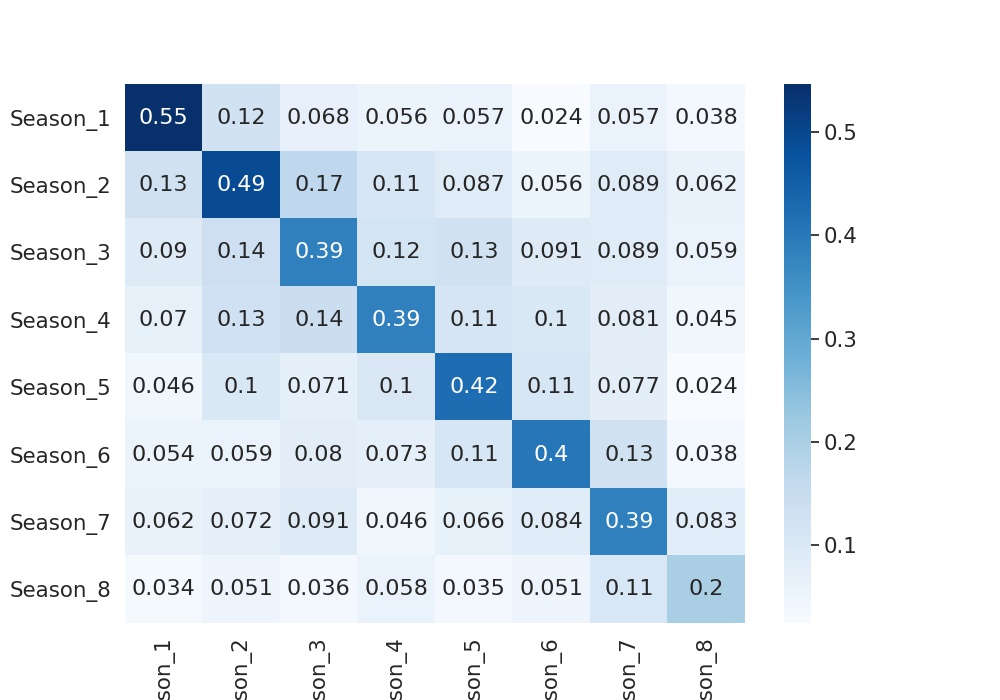 Season_1 0.55 0.12 0.068 0.056 0.057 0.024 0.057 0.038
Season_2 0.13 0.49 0.17 0.11 0.087 0.056 0.089 0.062
Season_3 0.09 0.14 0.39 0.12 0.13 0.091 0.089 0.059
Season_4 0.07 0.13 0.14 0.39 0.11 0.1 0.081 0.045
Season_5 0.046 0.1 0.071 0.1 0.42 0.11 0.077 0.024
Season_6 0.054 0.059 0.08 0.073 0.11 0.4 0.13 0.038
Season_7 0.062 0.072 0.091 0.046 0.066 0.084 0.39 0.083
Season_8 0.034 0.051 0.036 0.058 0.035 0.051 0.11 0.2
son_1
son_2
son_3
son_4
son_5
son_6
son_7
son_8
0.5
0.4
0.3
0.2
0.1